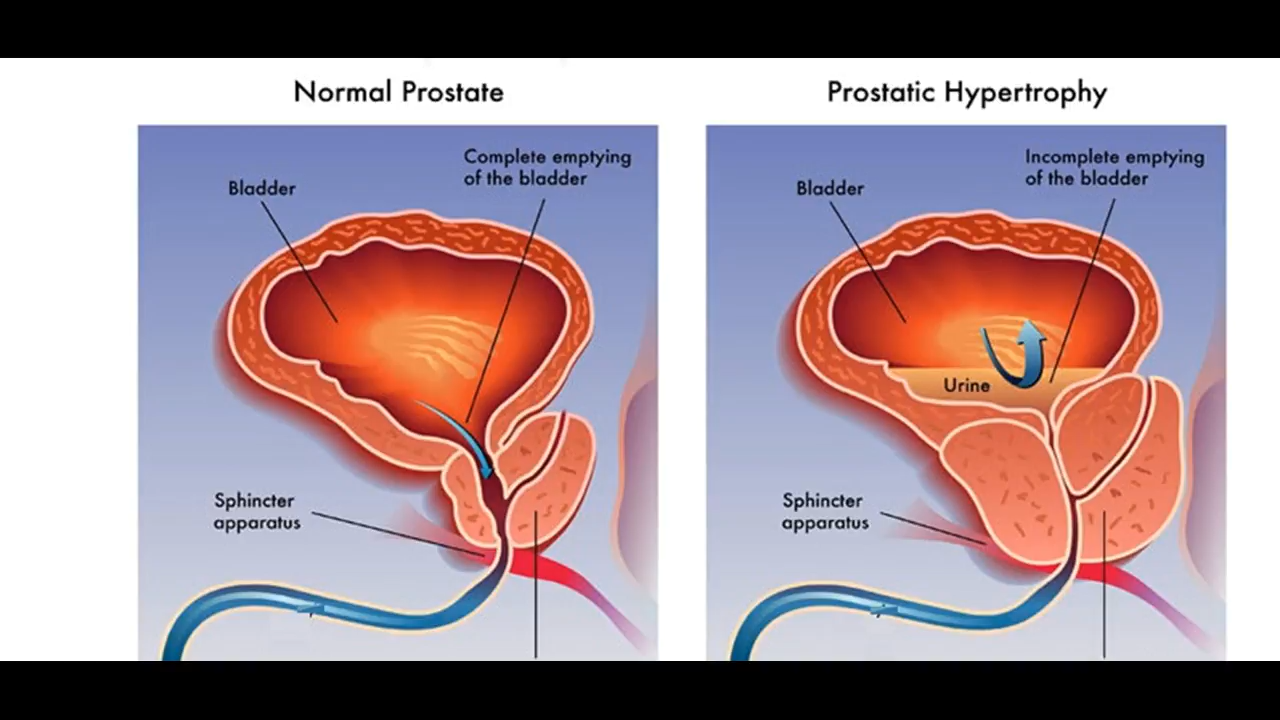 Normal Prostate
Complete emptying
of the bladder
Bladder
Sphincter
apparatus
Prostatic Hypertrophy
Incomplete emptying
of the bladder
Bladder
Urine
Sphincter
apparatus